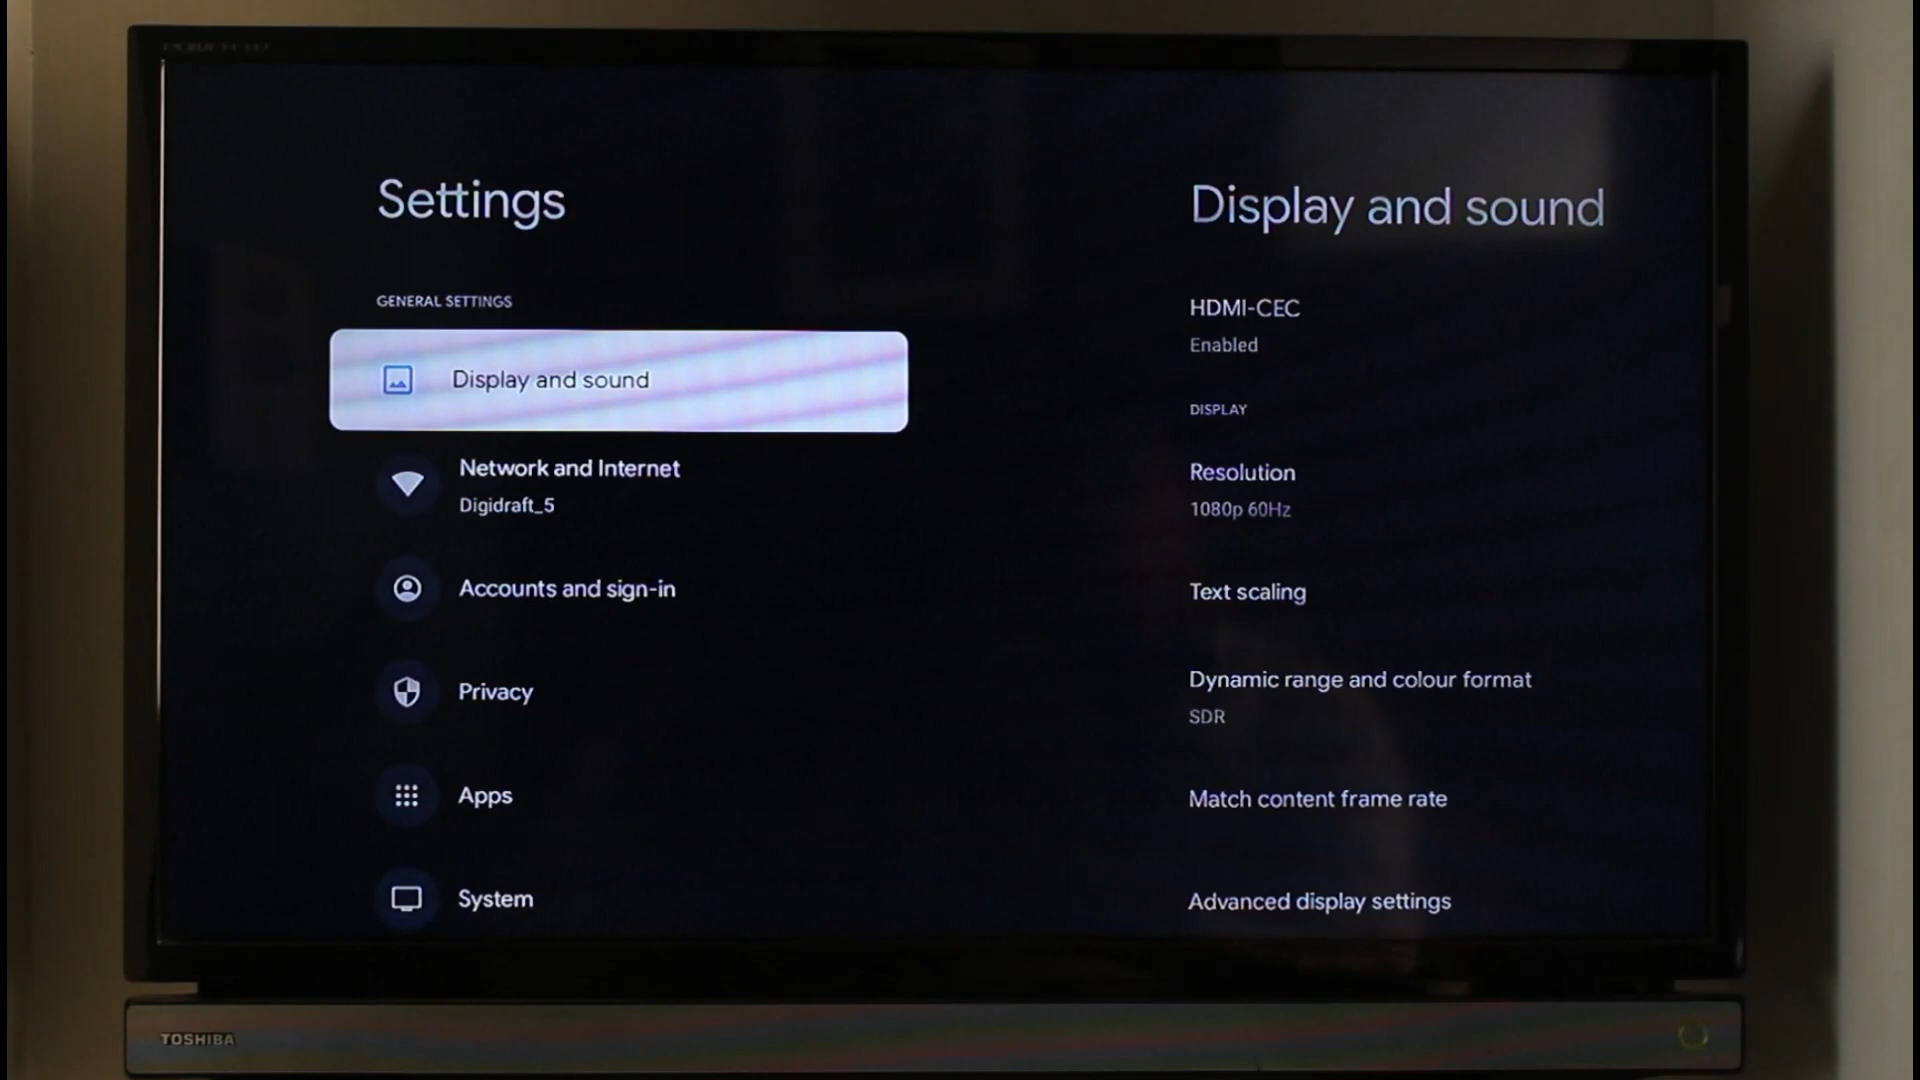 Settings
GENERAL SETTINGS
Display and sound
Network and Internet
Digidraft_5
Accounts and sign-in
Privacy
Apps
System
Display and sound
HDMI-CEC
Enabled
DISPLAY
Resolution
1080p 60Hz
Text scaling
Dynamic range and colour format
SDR
Match content frame rate
Advanced display settings
TOSHIBA